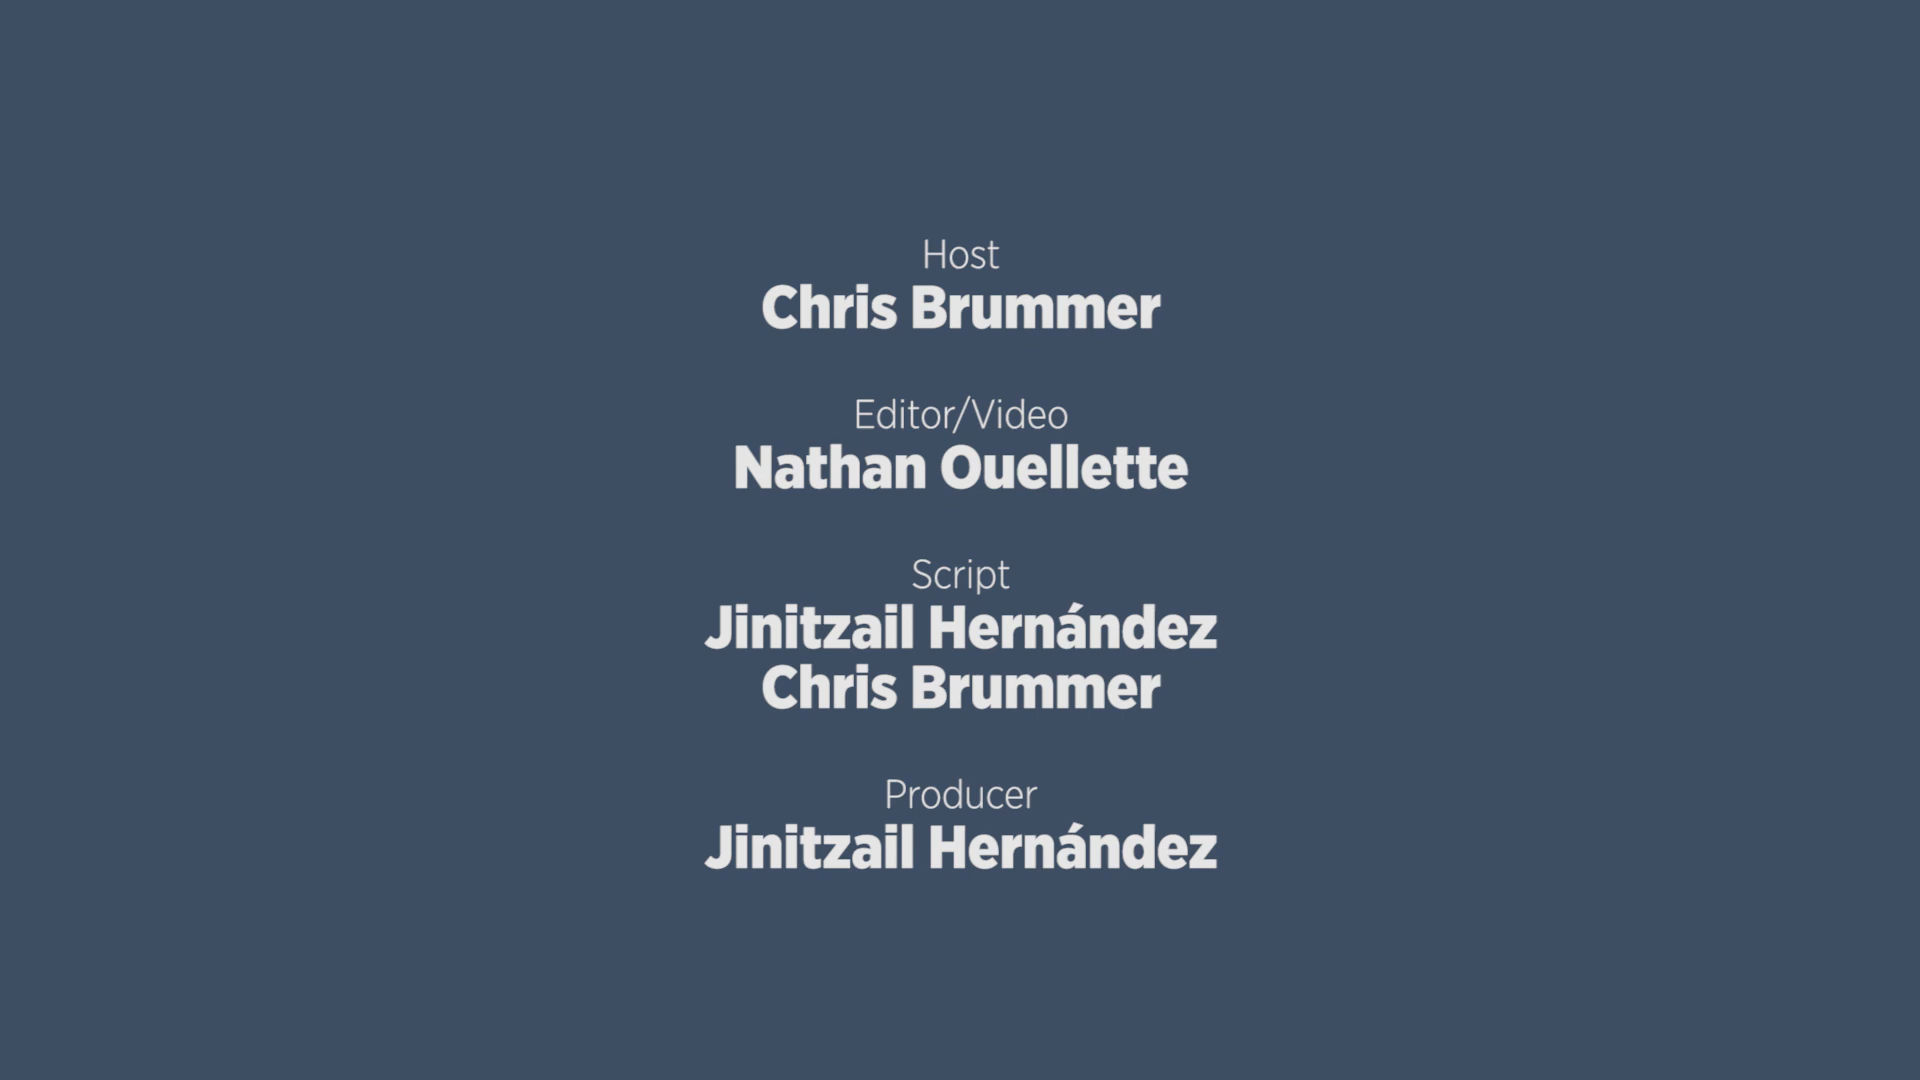 Host
Chris Brummer
Editor/Video
Nathan Ouellette
Script
Jinitzail Hernández
Chris Brummer
Producer
Jinitzail Hernández